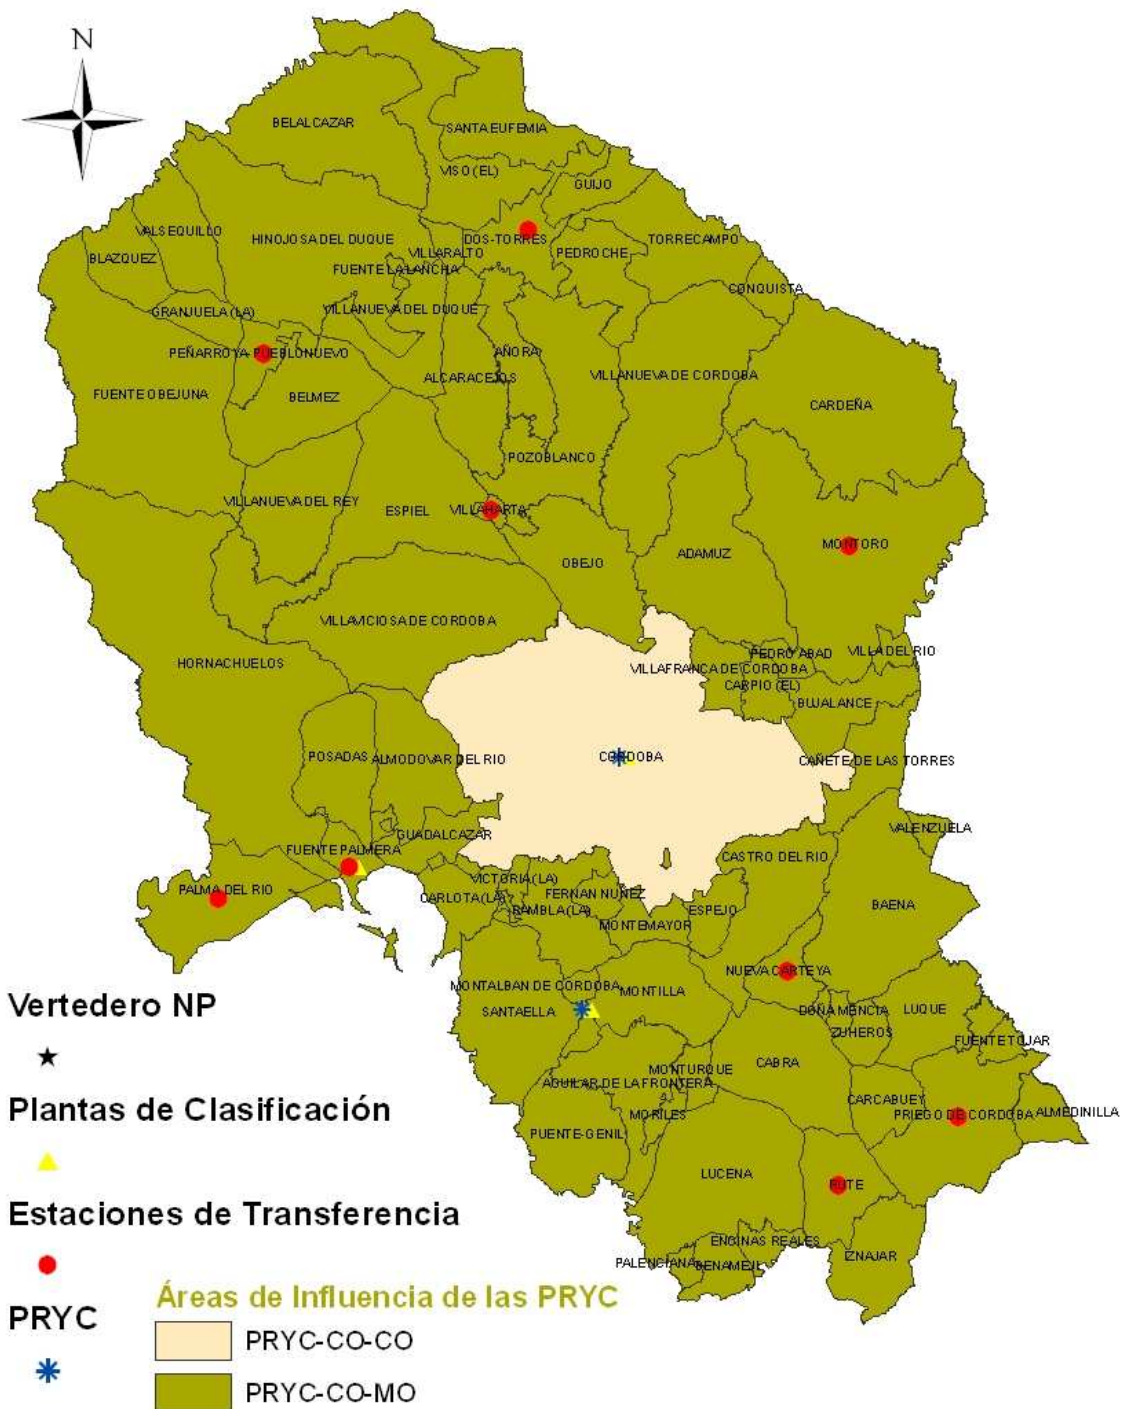 N
BELALCAZAR
SANTA EUFEMIA
VISO (EL)
GUIJO
VALSEQUILLO
HINOJOSA DEL DUQUE
VILLARALTO
DOS-TORRES
PEDROCHE
TORRECAMPO
BLAZQUEZ
FUENTE LA LANCHA
CONQUISTA
GRANJUELA (LA)
VILLANUEVA DEL DUQUE
PEÑARROYA-PUEBLONUEVO
AÑORA
ALCARACEJOS
VILLANUEVA DE CORDOBA
FUENTE OBEJUNA
BELMEZ
CARDEÑA
POZOBLANCO
VILLANUEVA DEL REY
ESPIEL
VILLAHARTA
MONTORO
ADAMUZ
OBEJO
VILLAVICIOSA DE CORDOBA
HORNACHUELOS
PEDRO ABAD
VILLA DEL RIO
VILLAFRANCA DE CORDOBA
CARPIO (EL)
BUJALANCE
POSADAS
ALMODOVAR DEL RIO
CORDOBA
CAÑETE DE LAS TORRES
GUADALCAZAR
VALENZUELA
FUENTE PALMERA
CASTRO DEL RIO
PALMA DEL RIO
VICTORIA (LA)
CARLOTA (LA)
FERNAN NUÑEZ
RAMBLA (LA)
ESPEJO
BAENA
MONTEMAYOR
NUEVA CARTEYA
MONTALBAN DE CORDOBA
MONTILLA
SANTAELLA
DOÑA MENCIA
LUQUE
ZUHEROS
FUENTE TOJAR
MONTURQUE
CABRA
AGUILAR DE LA FRONTERA
CARCABUEY
MORILES
PRIEGO DE CORDOBA
ALMEDINILLA
PUENTE-GENIL
LUCENA
RUTE
ENCINAS REALES
IZNAJAR
PALENCIANA
BENAMEJI
Vertedero NP
Plantas de Clasificación
Estaciones de Transferencia
PRYC
Áreas de Influencia de las PRYC
PRYC-CO-CO
PRYC-CO-MO